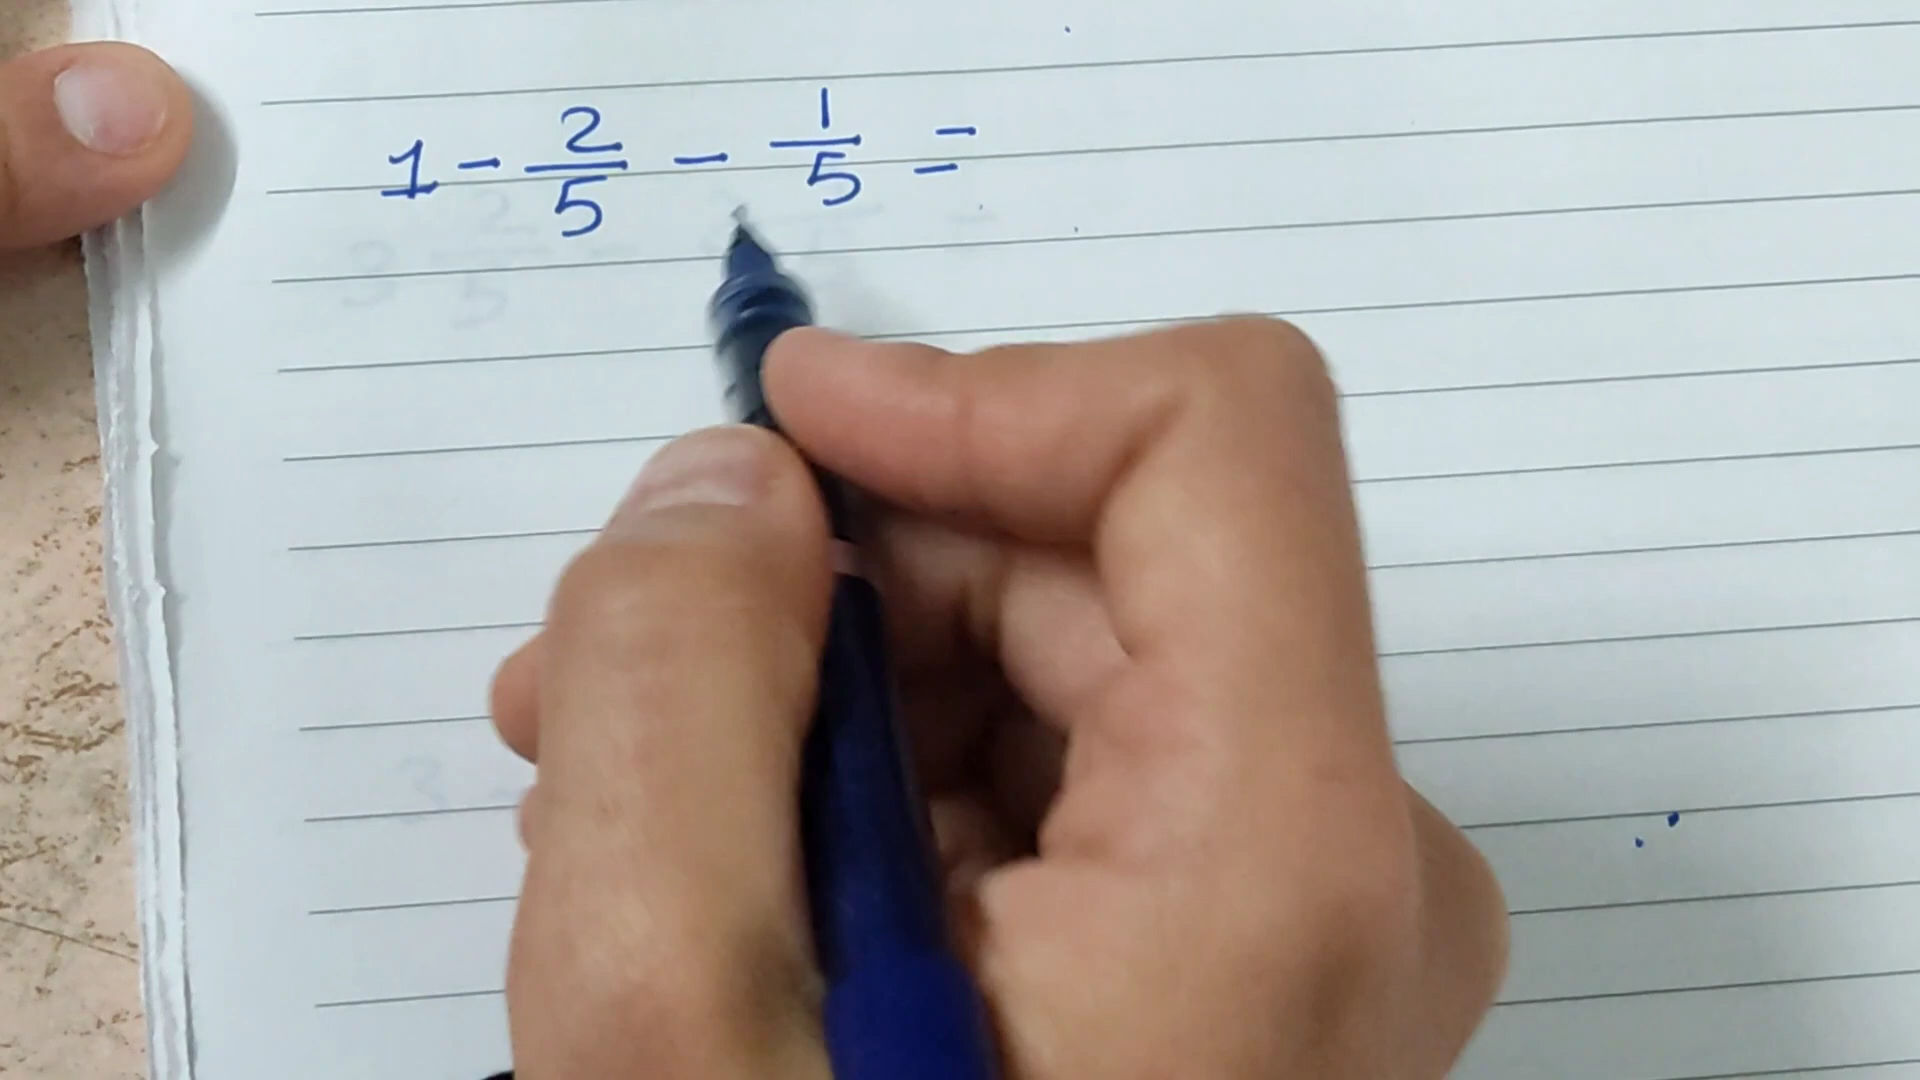 1 - 2/5 - 1/5 =